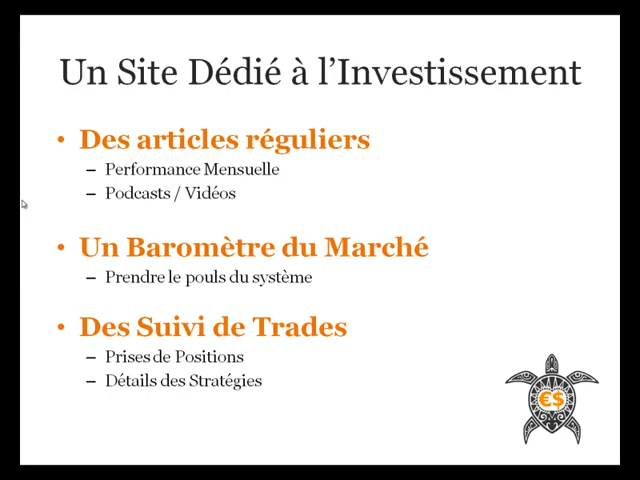 Un Site Dédié à l'Investissement
• Des articles réguliers
– Performance Mensuelle
– Podcasts / Vidéos
• Un Baromètre du Marché
– Prendre le pouls du système
• Des Suivi de Trades
– Prises de Positions
– Détails des Stratégies
€$